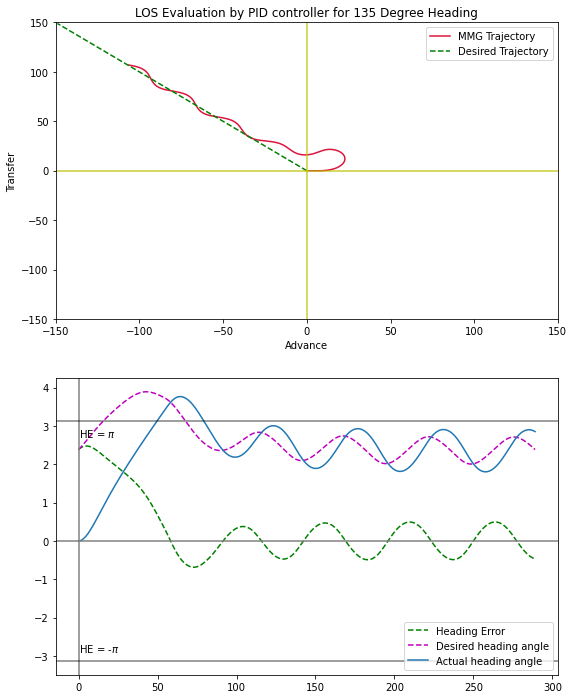 LOS Evaluation by PID controller for 135 Degree Heading
150
100
50
0
−50
−100
−150
Transfer
MMG Trajectory
Desired Trajectory
−150 −100 −50 0 50 100 150
Advance
4
3
2
1
0
−1
−2
−3
HE = π
HE = -π
Heading Error
Desired heading angle
Actual heading angle
0 50 100 150 200 250 300